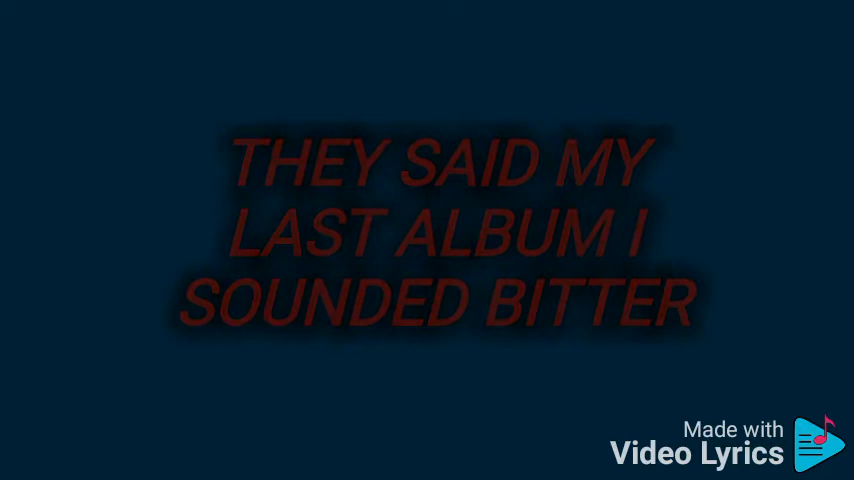 THEY SAID MY
LAST ALBUM I
SOUNDED BITTER
Made with
Video Lyrics